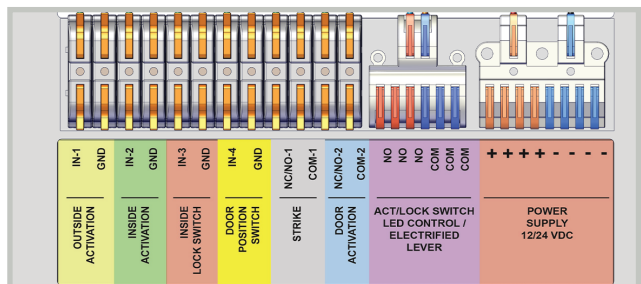 IN-1
GND
IN-2
GND
IN-3
GND
IN-4
GND
NC/NO-1
COM-1
NC/NO-2
COM-2
NO
NO
NO
COM
COM
COM
+ + + + - - - -
OUTSIDE
ACTIVATION
INSIDE
ACTIVATION
INSIDE
LOCK SWITCH
DOOR
POSITION
SWITCH
STRIKE
DOOR
ACTIVATION
ACT/LOCK SWITCH
LED CONTROL /
ELECTRIFIED
LEVER
POWER
SUPPLY
12/24 VDC